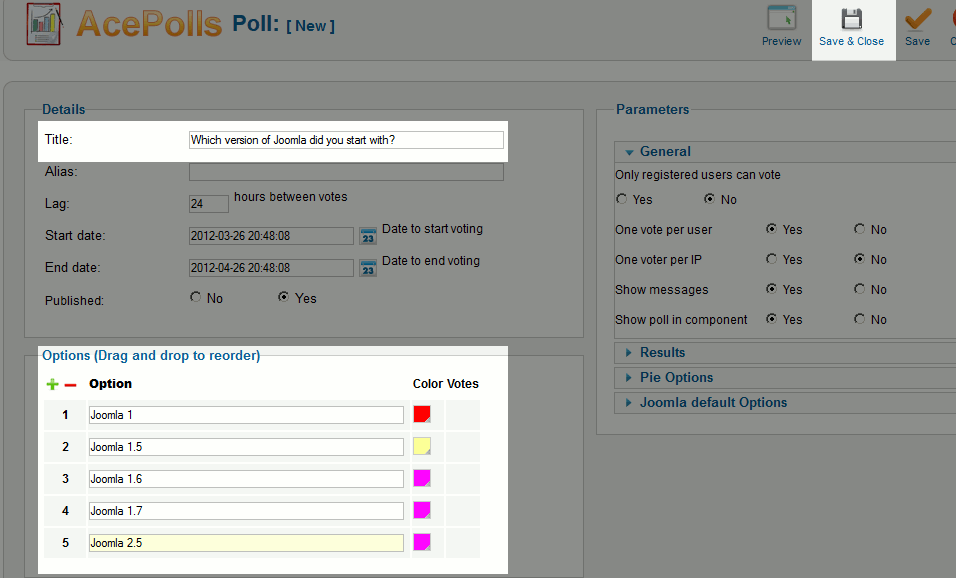 AcePolls Poll: [ New ]
Preview Save & Close Save
Details
Title: Which version of Joomla did you start with?
Alias:
Lag: 24 hours between votes
Start date: 2012-03-26 20:48:08 23 Date to start voting
End date: 2012-04-26 20:48:08 23 Date to end voting
Published: No Yes
Options (Drag and drop to reorder)
Option Color Votes
1 Joomla 1
2 Joomla 1.5
3 Joomla 1.6
4 Joomla 1.7
5 Joomla 2.5
Parameters
General
Only registered users can vote
Yes No
One vote per user Yes No
One voter per IP Yes No
Show messages Yes No
Show poll in component Yes No
Results
Pie Options
Joomla default Options